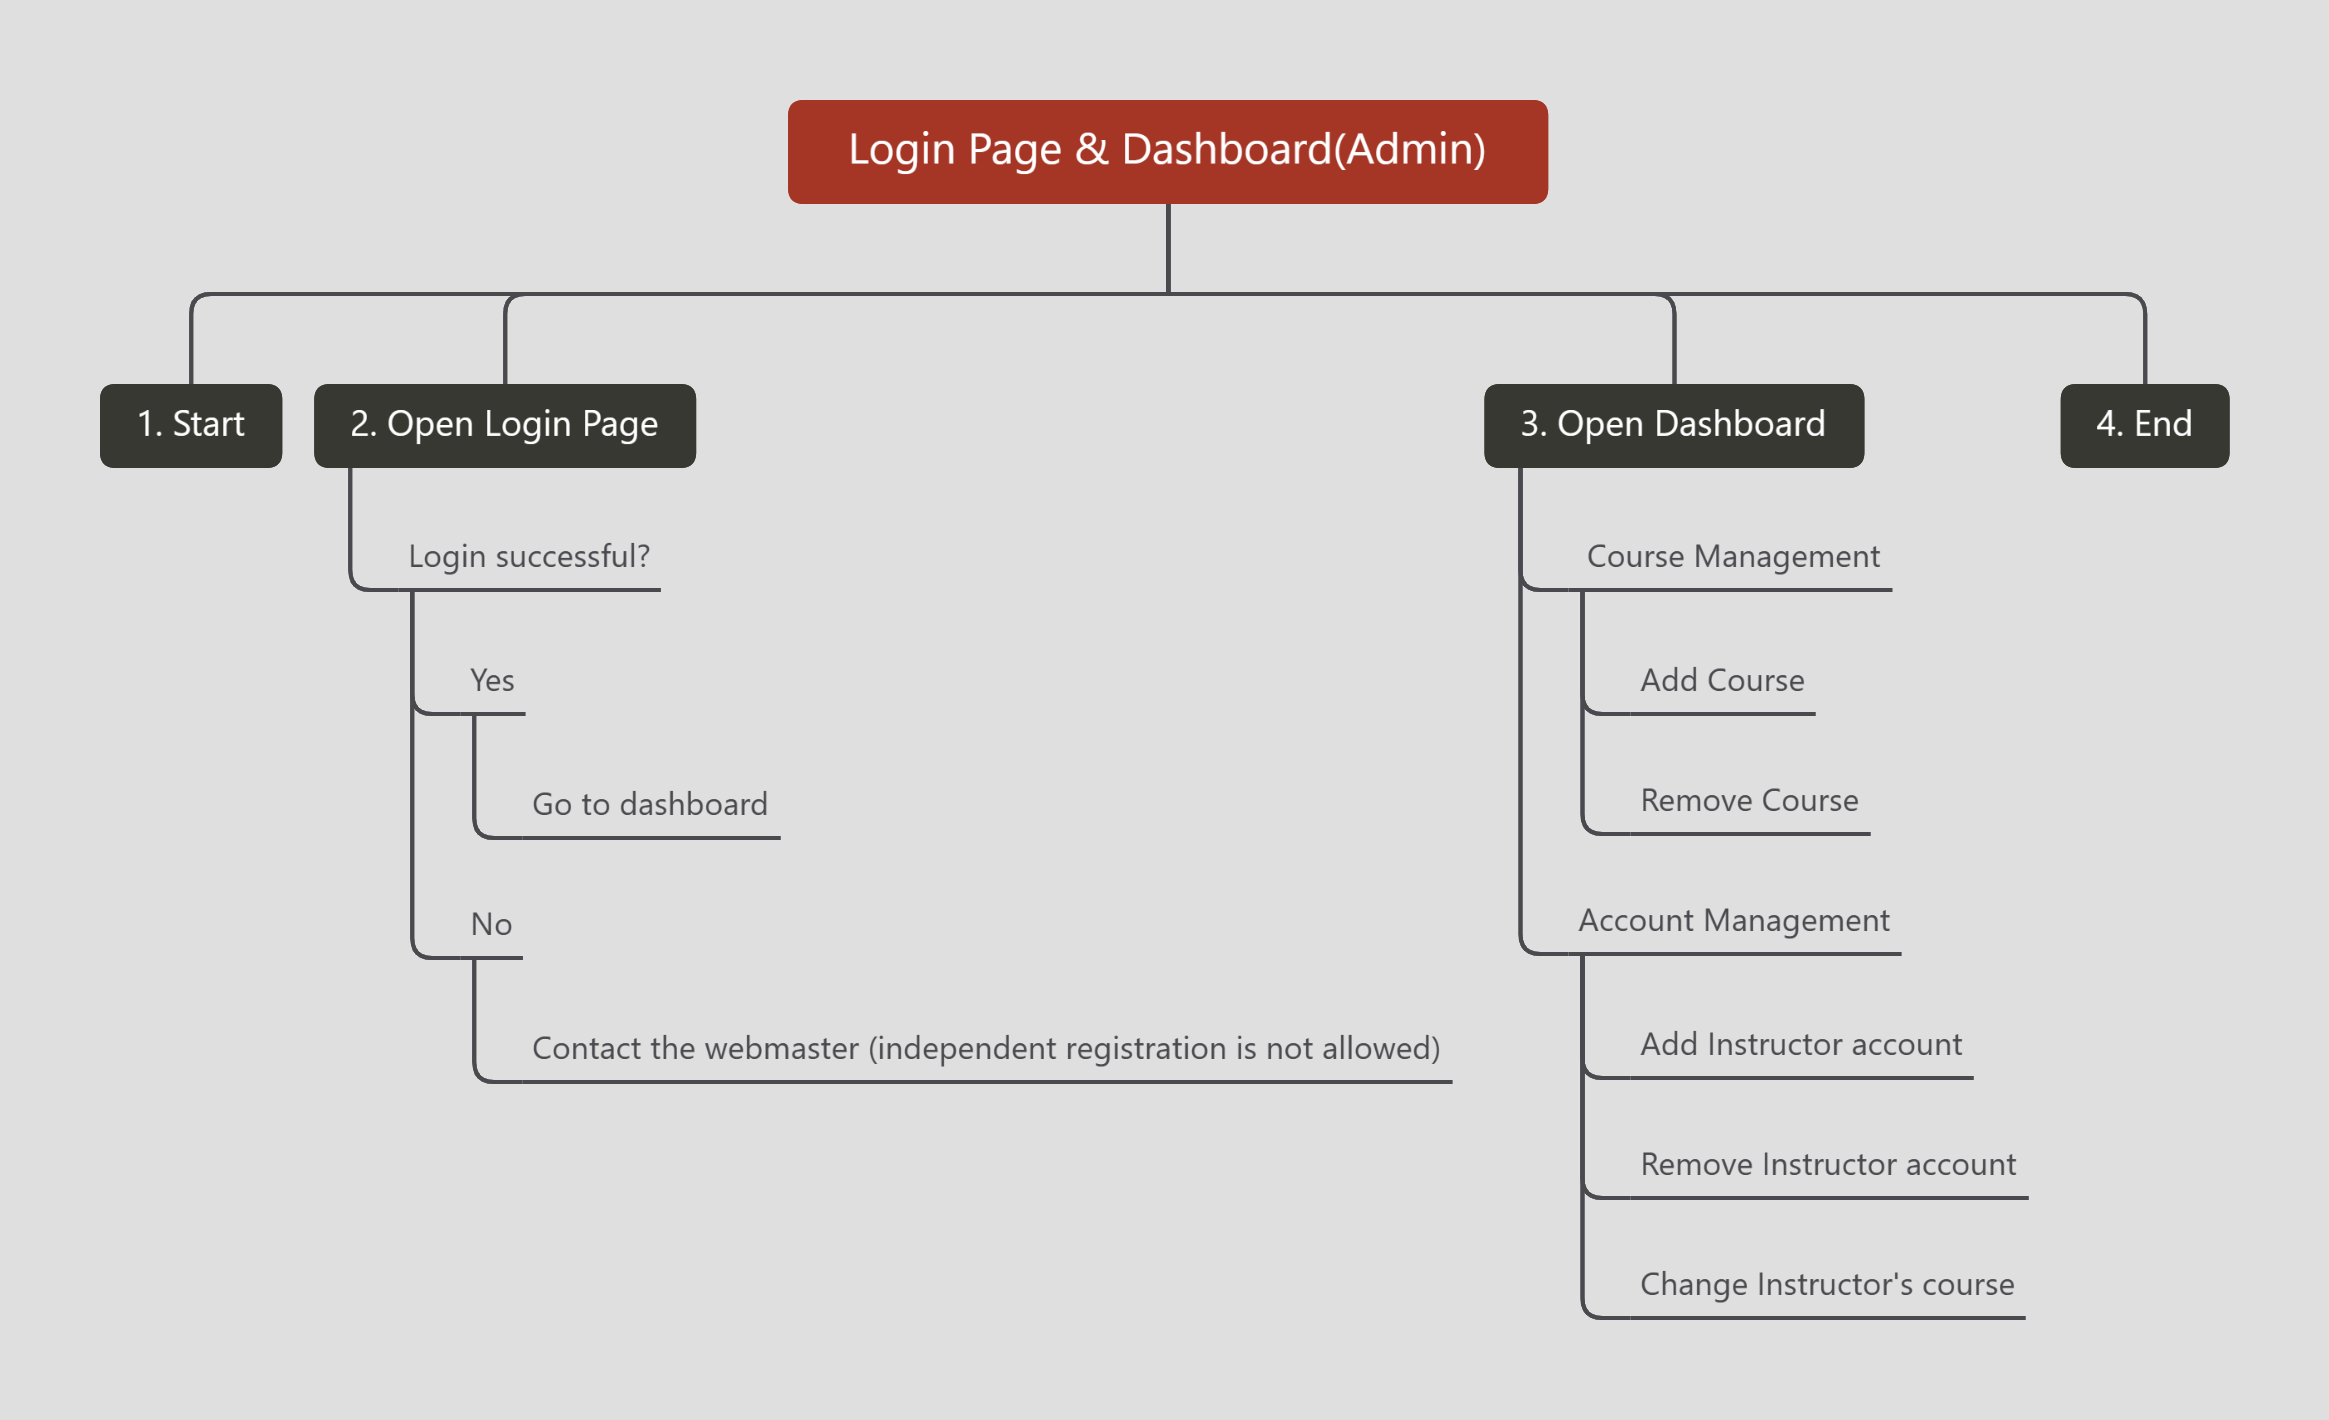 Login Page & Dashboard(Admin)
1. Start
2. Open Login Page
Login successful?
Yes
Go to dashboard
No
Contact the webmaster (independent registration is not allowed)
3. Open Dashboard
Course Management
Add Course
Remove Course
Account Management
Add Instructor account
Remove Instructor account
Change Instructor's course
4. End